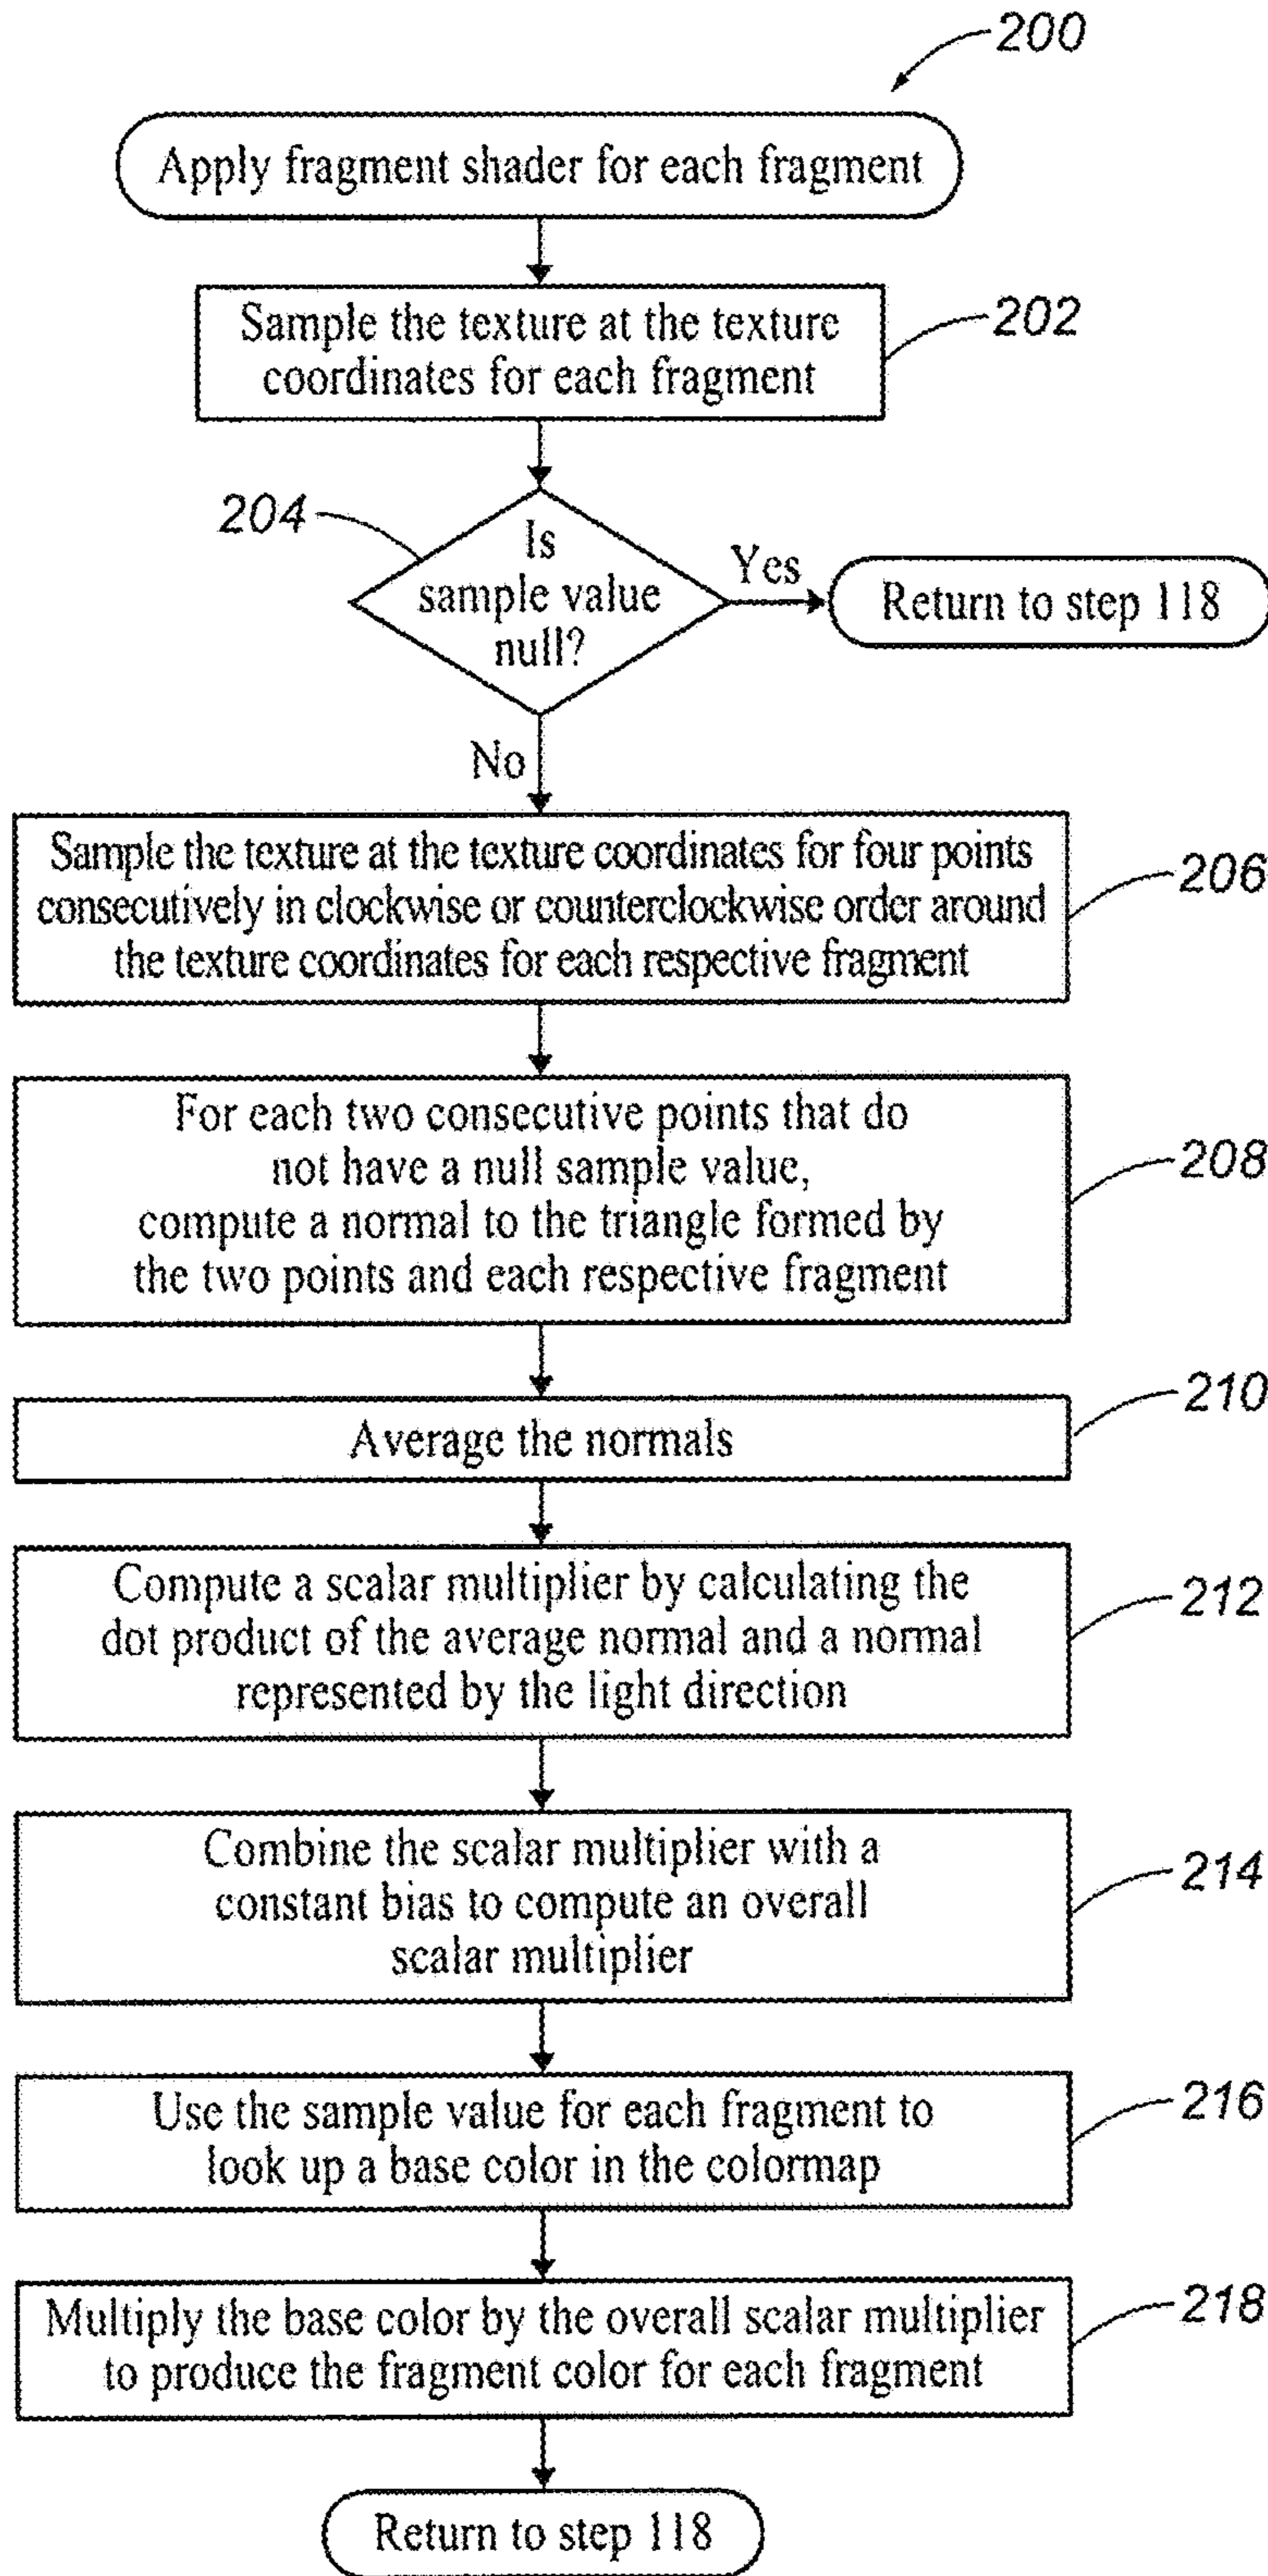 200
Apply fragment shader for each fragment
Sample the texture at the texture
coordinates for each fragment
202
204
Is
sample value
null?
Yes
Return to step 118
No
Sample the texture at the texture coordinates for four points
consecutively in clockwise or counterclockwise order around
the texture coordinates for each respective fragment
206
For each two consecutive points that do
not have a null sample value,
compute a normal to the triangle formed by
the two points and each respective fragment
208
Average the normals
210
Compute a scalar multiplier by calculating the
dot product of the average normal and a normal
represented by the light direction
212
Combine the scalar multiplier with a
constant bias to compute an overall
scalar multiplier
214
Use the sample value for each fragment to
look up a base color in the colormap
216
Multiply the base color by the overall scalar multiplier
to produce the fragment color for each fragment
218
Return to step 118